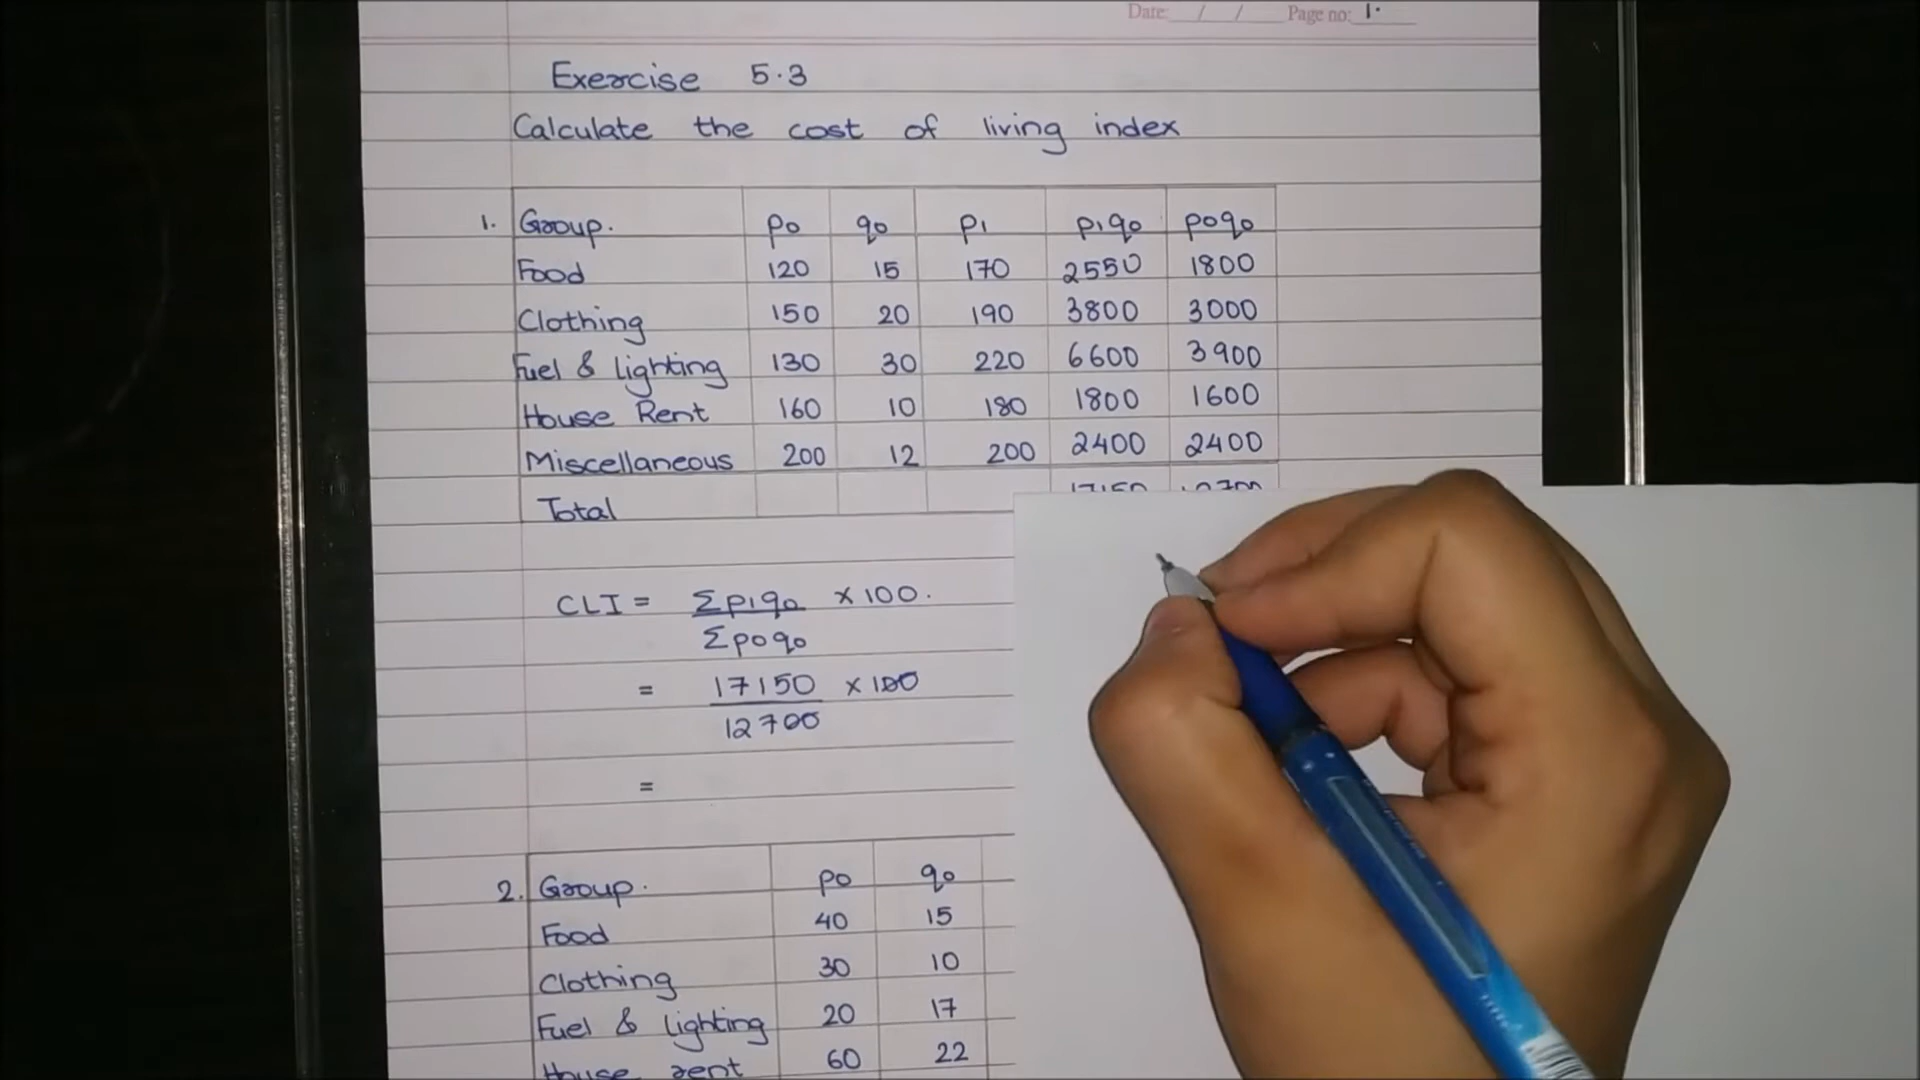 Date: / / Page no: 1.
Exercise 5.3
Calculate the cost of living index
1. Group. p0 q0 p1 p1q0 p0q0
Food 120 15 170 2550 1800
Clothing 150 20 190 3800 3000
Fuel & lighting 130 30 220 6600 3900
House Rent 160 10 180 1800 1600
Miscellaneous 200 12 200 2400 2400
Total 17150
CLI = Σp1q0 × 100.
Σp0q0
= 17150 × 100
12700
=
2. Group. p0 q0
Food 40 15
Clothing 30 10
Fuel & lighting 20 17
House rent 60 22